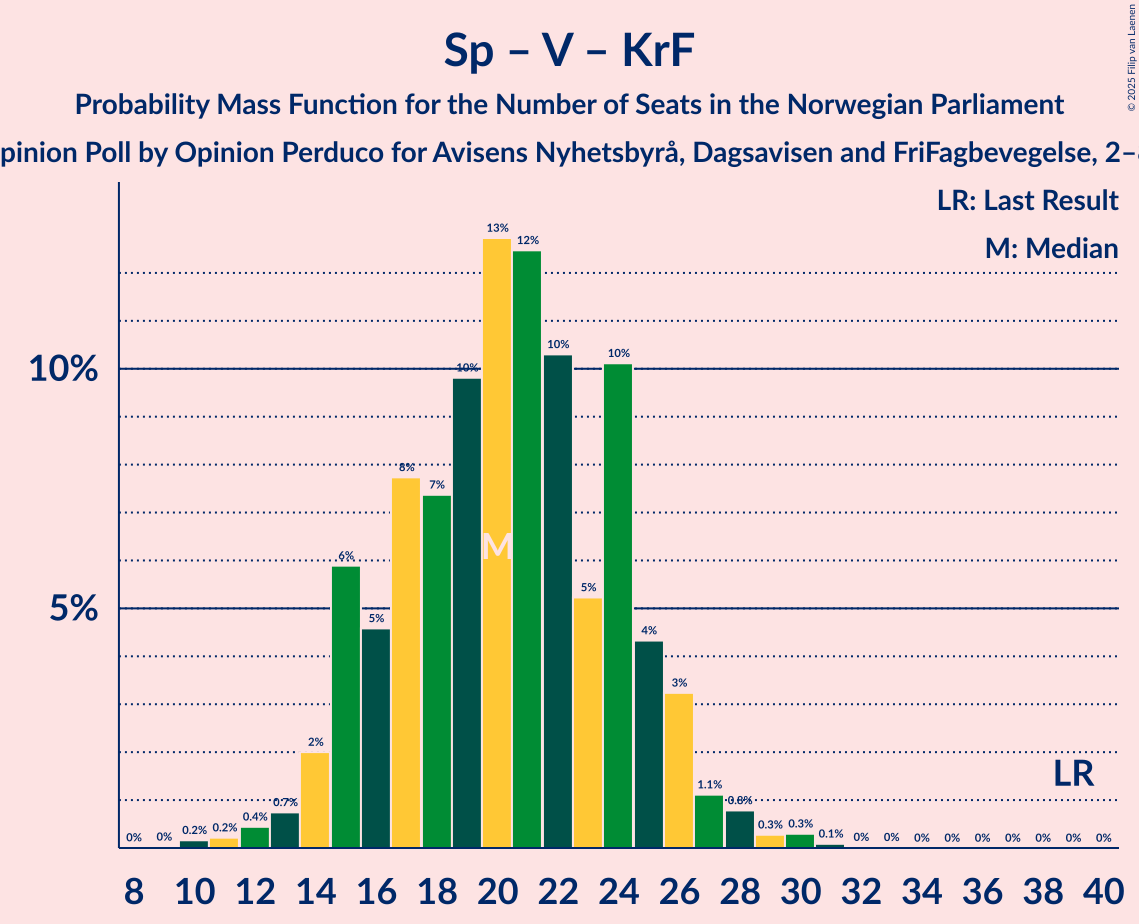 Sp – V – KrF
Probability Mass Function for the Number of Seats in the Norwegian Parliament
pinion Poll by Opinion Perduco for Avisens Nyhetsbyrå, Dagsavisen and FriFagbevegelse, 2–
© 2025 Filip van Laenen
LR: Last Result
M: Median
13%
12%
10%
10%
10%
10%
8%
7%
M
6%
5%
5%
5%
4%
3%
2%
LR
1.1%
0.8%
0.7%
0.4%
0.3%
0.3%
0.2%
0.2%
0.1%
0% 0% 0% 0% 0% 0% 0% 0% 0% 0% 0%
8 10 12 14 16 18 20 22 24 26 28 30 32 34 36 38 40